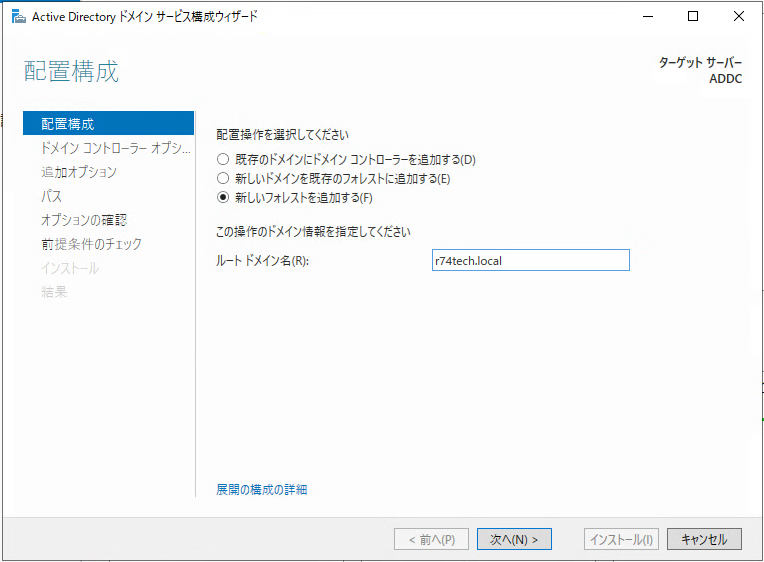 Active Directory ドメイン サービス構成ウィザード
配置構成
ターゲット サーバー
ADDC
配置構成
ドメイン コントローラー オプシ...
追加オプション
パス
オプションの確認
前提条件のチェック
インストール
結果
配置操作を選択してください
既存のドメインにドメイン コントローラーを追加する(D)
新しいドメインを既存のフォレストに追加する(E)
新しいフォレストを追加する(F)
この操作のドメイン情報を指定してください
ルート ドメイン名(R):
r74tech.local
展開の構成の詳細
< 前へ(P)
次へ(N) >
インストール(I)
キャンセル